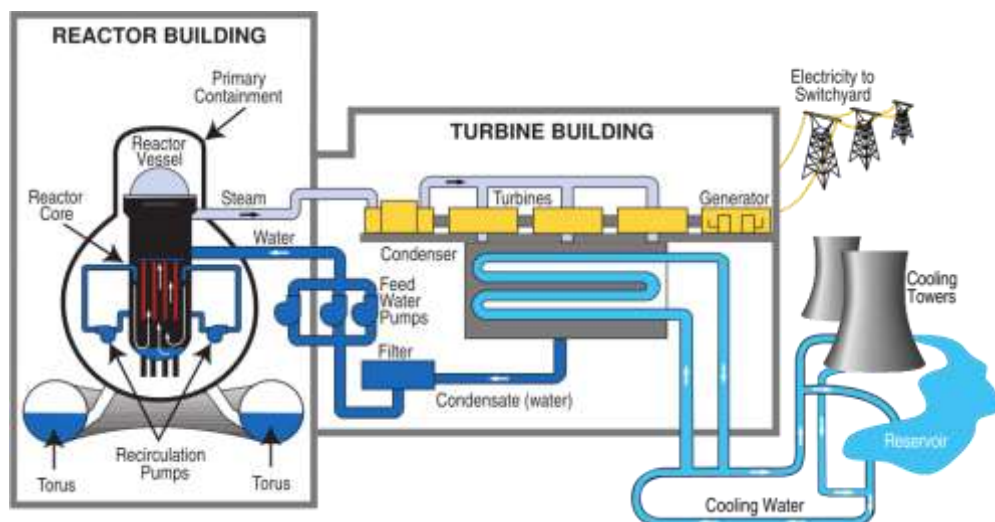 REACTOR BUILDING
Primary
Containment
Reactor
Vessel
Reactor
Core
Steam
Water
TURBINE BUILDING
Turbines
Generator
Condenser
Feed
Water
Pumps
Filter
Condensate (water)
Recirculation
Pumps
Torus
Torus
Electricity to
Switchyard
Cooling
Towers
Reservoir
Cooling Water